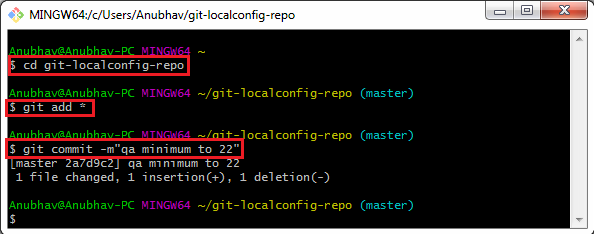 MINGW64:/c/Users/Anubhav/git-localconfig-repo
Anubhav@Anubhav-PC MINGW64 ~
$ cd git-localconfig-repo
Anubhav@Anubhav-PC MINGW64 ~/git-localconfig-repo (master)
$ git add *
Anubhav@Anubhav-PC MINGW64 ~/git-localconfig-repo (master)
$ git commit -m"qa minimum to 22"
[master 2a7d9c2] qa minimum to 22
1 file changed, 1 insertion(+), 1 deletion(-)
Anubhav@Anubhav-PC MINGW64 ~/git-localconfig-repo (master)
$